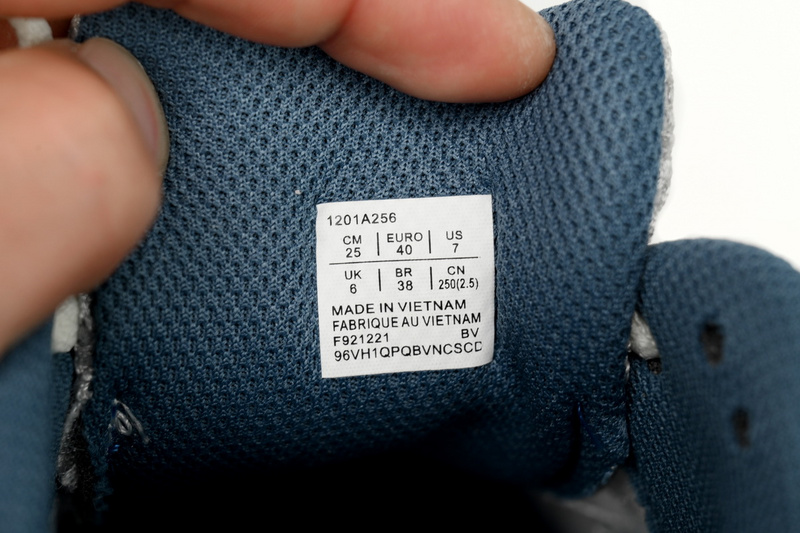 1201A256
CM EURO US
25 40 7
UK BR CN
6 38 250(2.5)
MADE IN VIETNAM
FABRIQUE AU VIETNAM
F921221 BV
96VH1QPQBVNCSCD